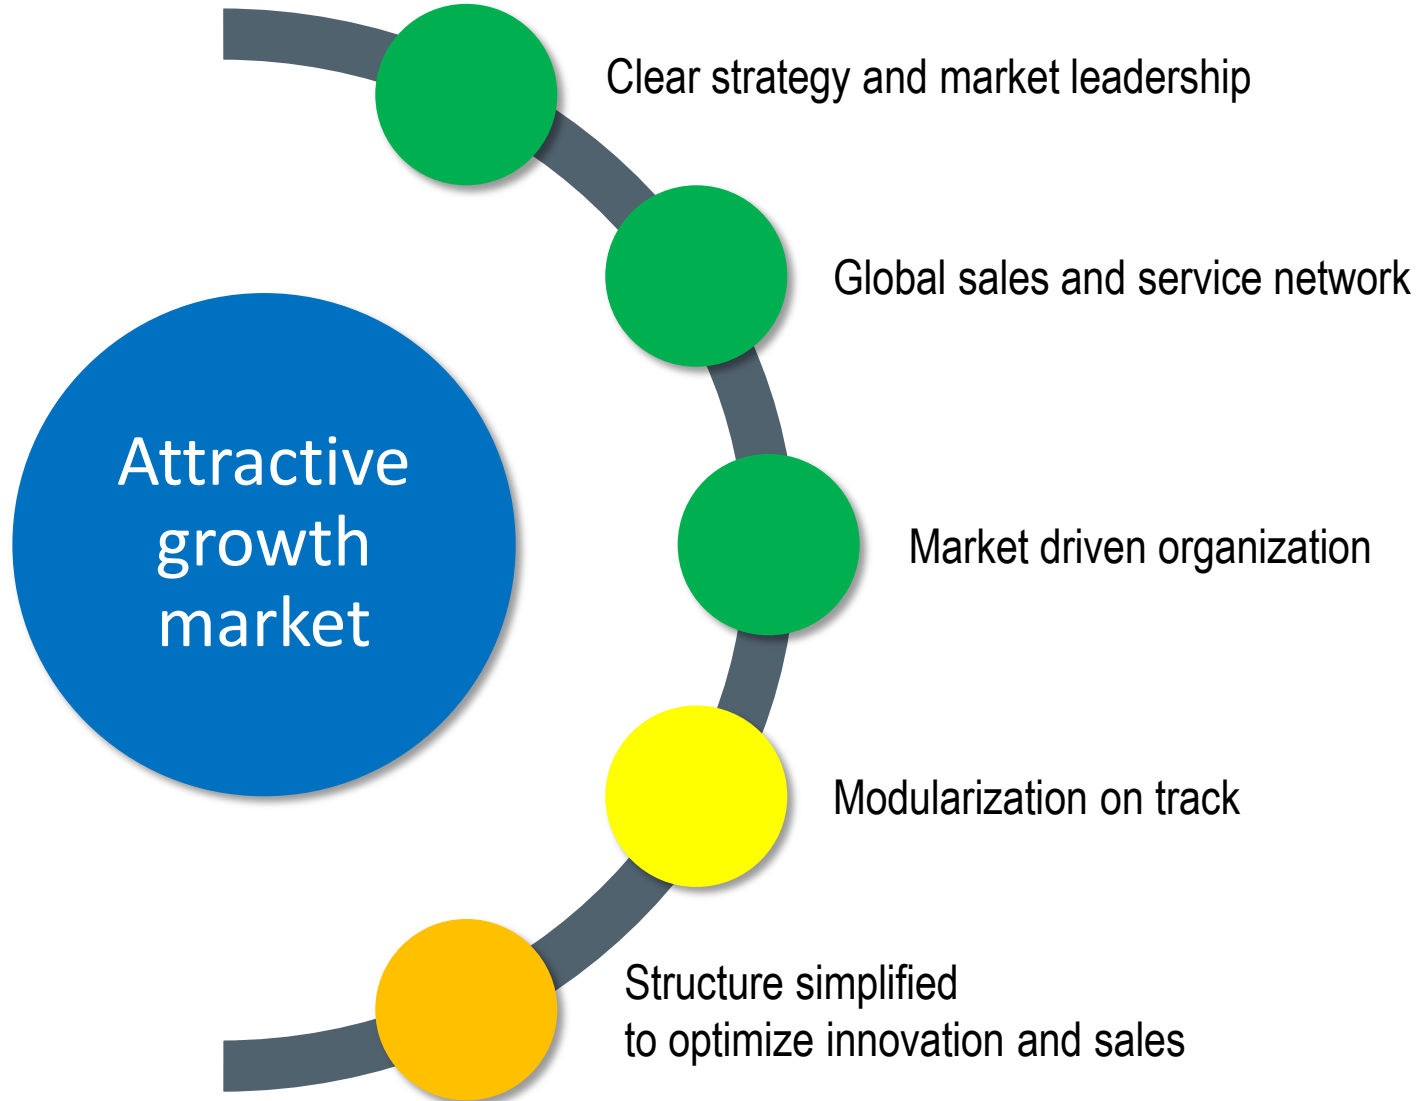 Clear strategy and market leadership
Global sales and service network
Attractive
growth
market
Market driven organization
Modularization on track
Structure simplified
to optimize innovation and sales